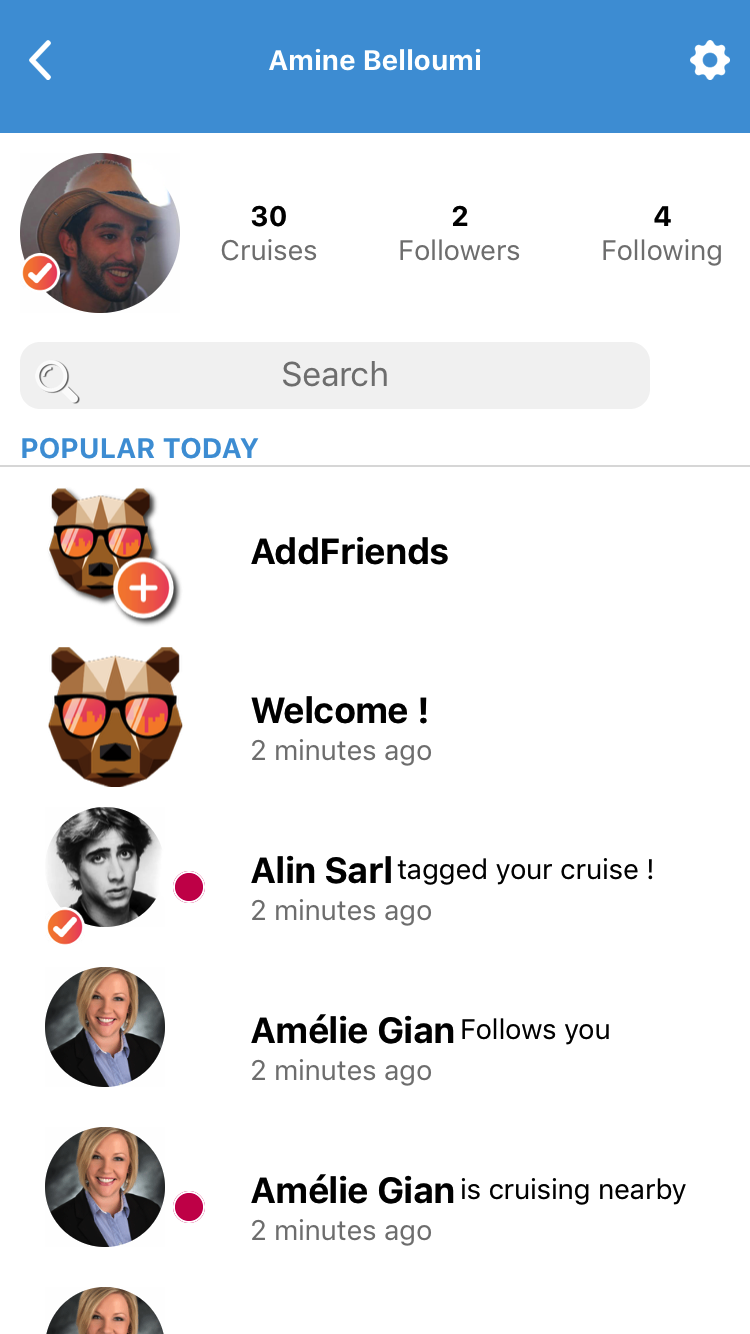 Amine Belloumi
30 2 4
Cruises Followers Following
Search
POPULAR TODAY
AddFriends
Welcome !
2 minutes ago
Alin Sarl tagged your cruise !
2 minutes ago
Amélie Gian Follows you
2 minutes ago
Amélie Gian is cruising nearby
2 minutes ago